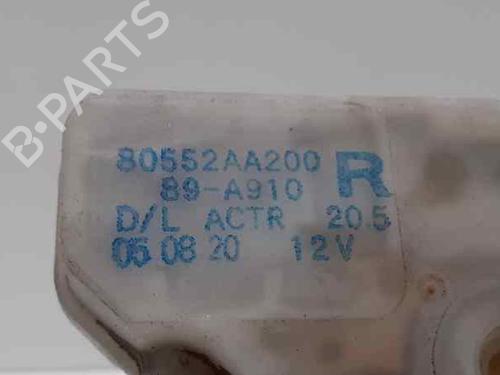 B-PARTS
80552AA200
89-A910 R
D/L ACTR 20.5
05 08 20 12V